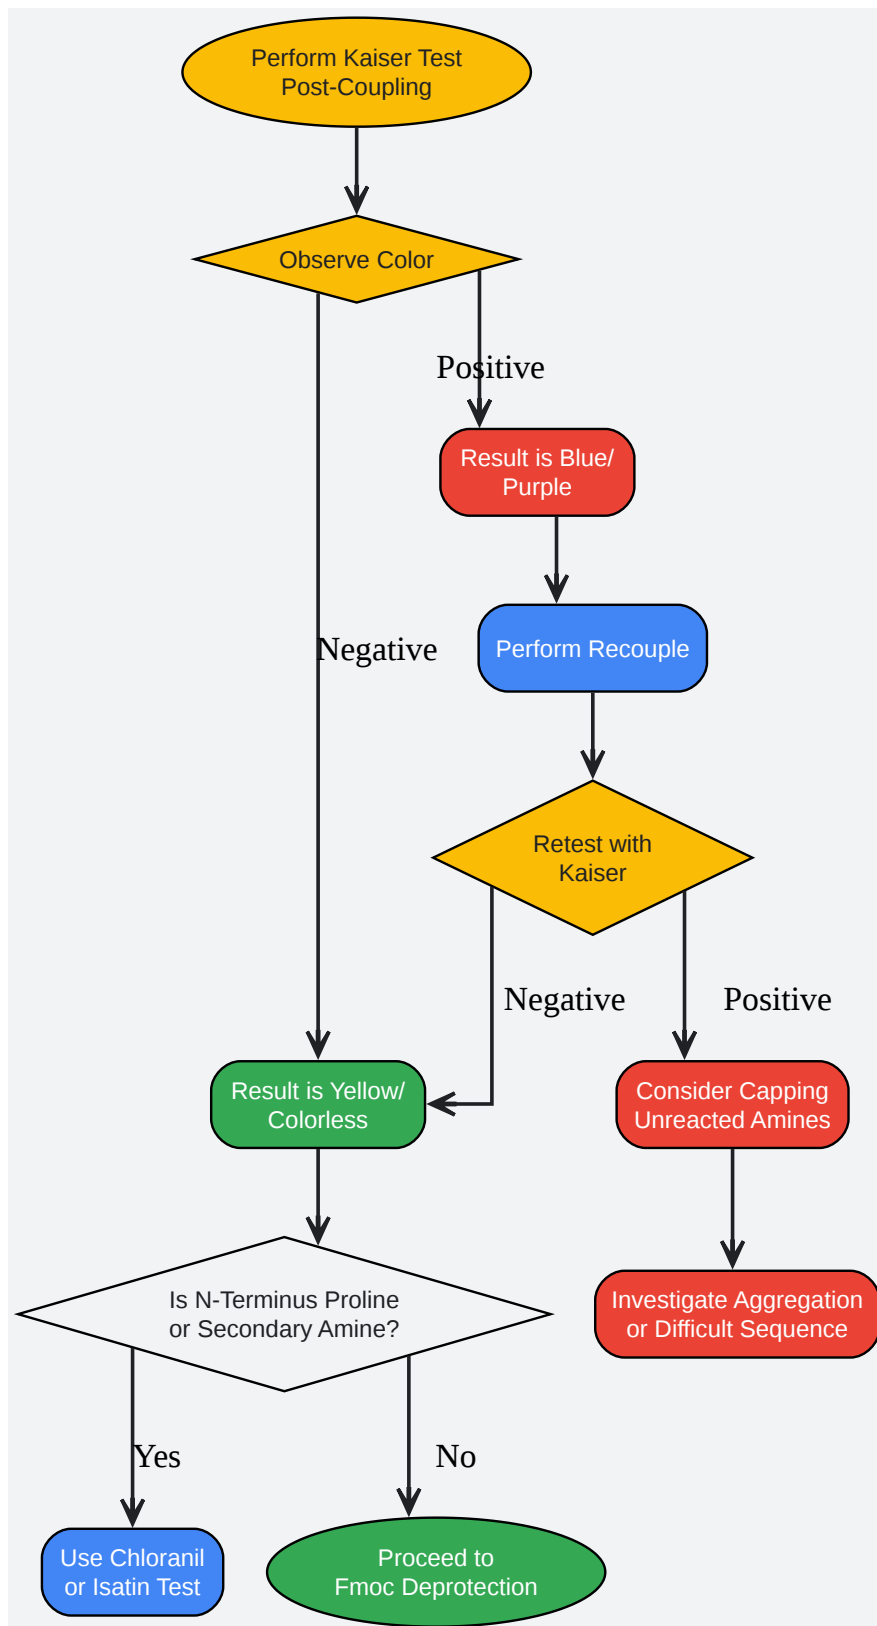 Perform Kaiser Test
Post-Coupling
Observe Color
Positive
Result is Blue/
Purple
Negative
Perform Recouple
Retest with
Kaiser
Negative
Positive
Result is Yellow/
Colorless
Consider Capping
Unreacted Amines
Is N-Terminus Proline
or Secondary Amine?
Investigate Aggregation
or Difficult Sequence
Yes
No
Use Chloranil
or Isatin Test
Proceed to
Fmoc Deprotection